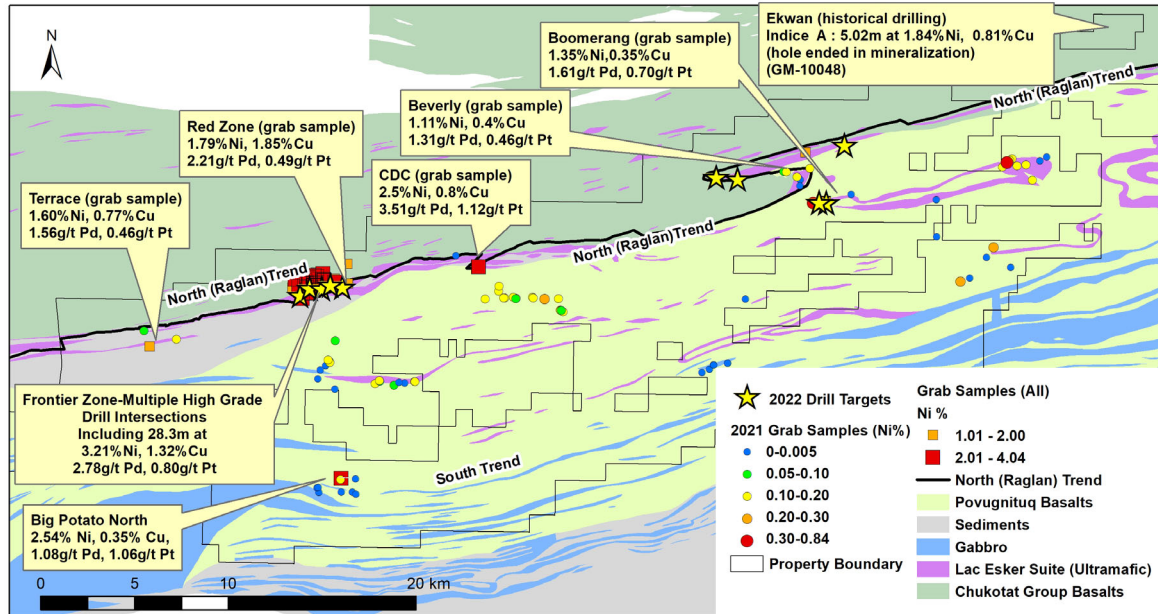 N
Ekwan (historical drilling)
Indice A : 5.02m at 1.84%Ni, 0.81%Cu
(hole ended in mineralization)
(GM-10048)
Boomerang (grab sample)
1.35%Ni,0.35%Cu
1.61g/t Pd, 0.70g/t Pt
Beverly (grab sample)
1.11%Ni, 0.4%Cu
1.31g/t Pd, 0.46g/t Pt
Red Zone (grab sample)
1.79%Ni, 1.85%Cu
2.21g/t Pd, 0.49g/t Pt
CDC (grab sample)
2.5%Ni, 0.8%Cu
3.51g/t Pd, 1.12g/t Pt
Terrace (grab sample)
1.60%Ni, 0.77%Cu
1.56g/t Pd, 0.46g/t Pt
North (Raglan)Trend
North (Raglan)Trend
North (Raglan)Trend
Frontier Zone-Multiple High Grade
Drill Intersections
Including 28.3m at
3.21%Ni, 1.32%Cu
2.78g/t Pd, 0.80g/t Pt
South Trend
Big Potato North
2.54% Ni, 0.35% Cu,
1.08g/t Pd, 1.06g/t Pt
0 5 10 20 km
2022 Drill Targets
2021 Grab Samples (Ni%)
0-0.005
0.05-0.10
0.10-0.20
0.20-0.30
0.30-0.84
Property Boundary
Grab Samples (All)
Ni %
1.01 - 2.00
2.01 - 4.04
North (Raglan) Trend
Povugnituq Basalts
Sediments
Gabbro
Lac Esker Suite (Ultramafic)
Chukotat Group Basalts